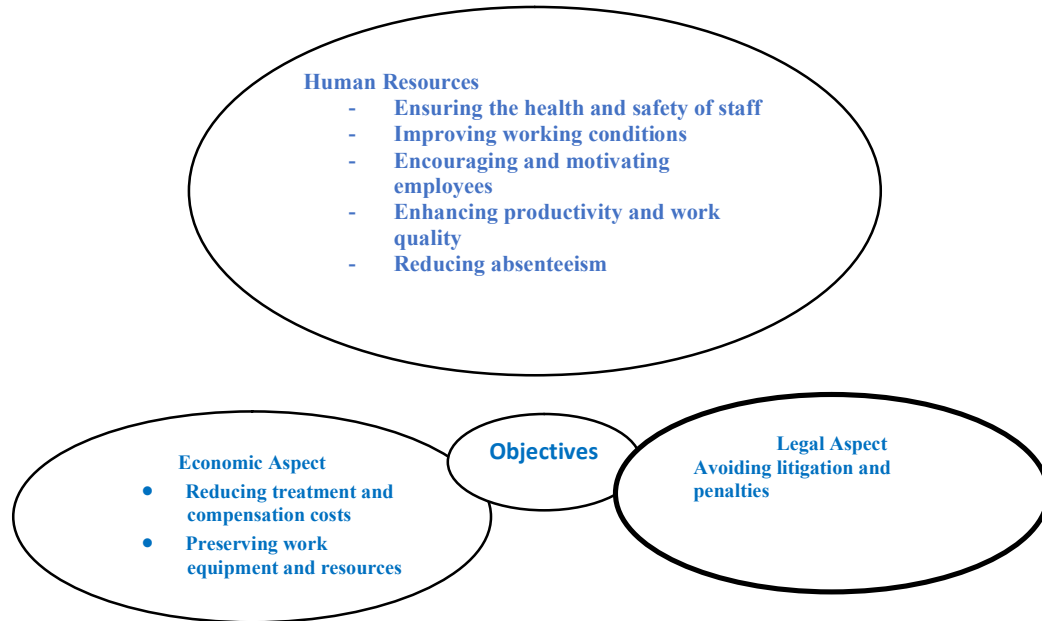 Human Resources
- Ensuring the health and safety of staff
- Improving working conditions
- Encouraging and motivating
employees
- Enhancing productivity and work
quality
- Reducing absenteeism
Objectives
Economic Aspect
• Reducing treatment and
compensation costs
• Preserving work
equipment and resources
Legal Aspect
Avoiding litigation and
penalties